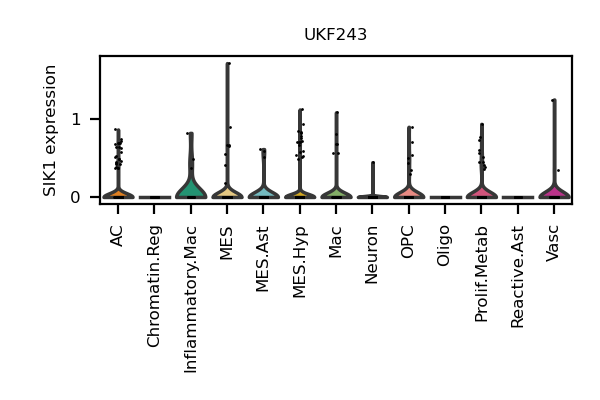 UKF243
SIK1 expression
1
0
AC
Chromatin.Reg
Inflammatory.Mac
MES
MES.Ast
MES.Hyp
Mac
Neuron
OPC
Oligo
Prolif.Metab
Reactive.Ast
Vasc